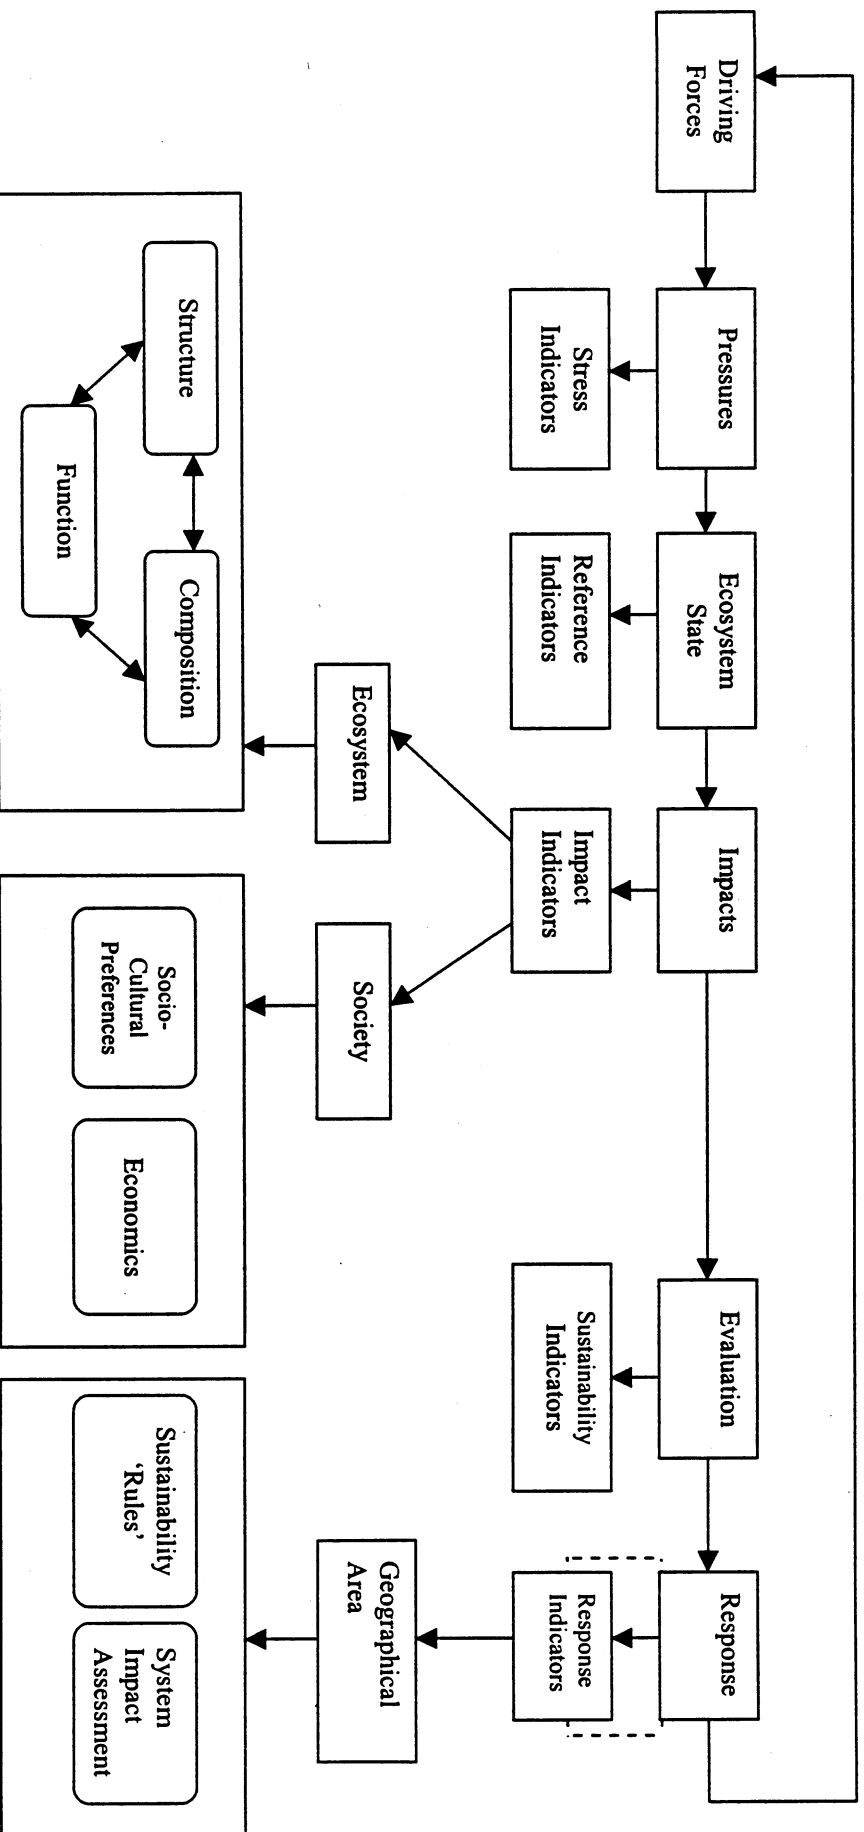 Driving
Forces
Pressures
Ecosystem
State
Impacts
Evaluation
Response
Stress
Indicators
Reference
Indicators
Impact
Indicators
Sustainability
Indicators
Response
Indicators
Ecosystem
Society
Geographical
Area
Structure
Composition
Function
Socio-
Cultural
Preferences
Economics
Sustainability
‘Rules’
System
Impact
Assessment